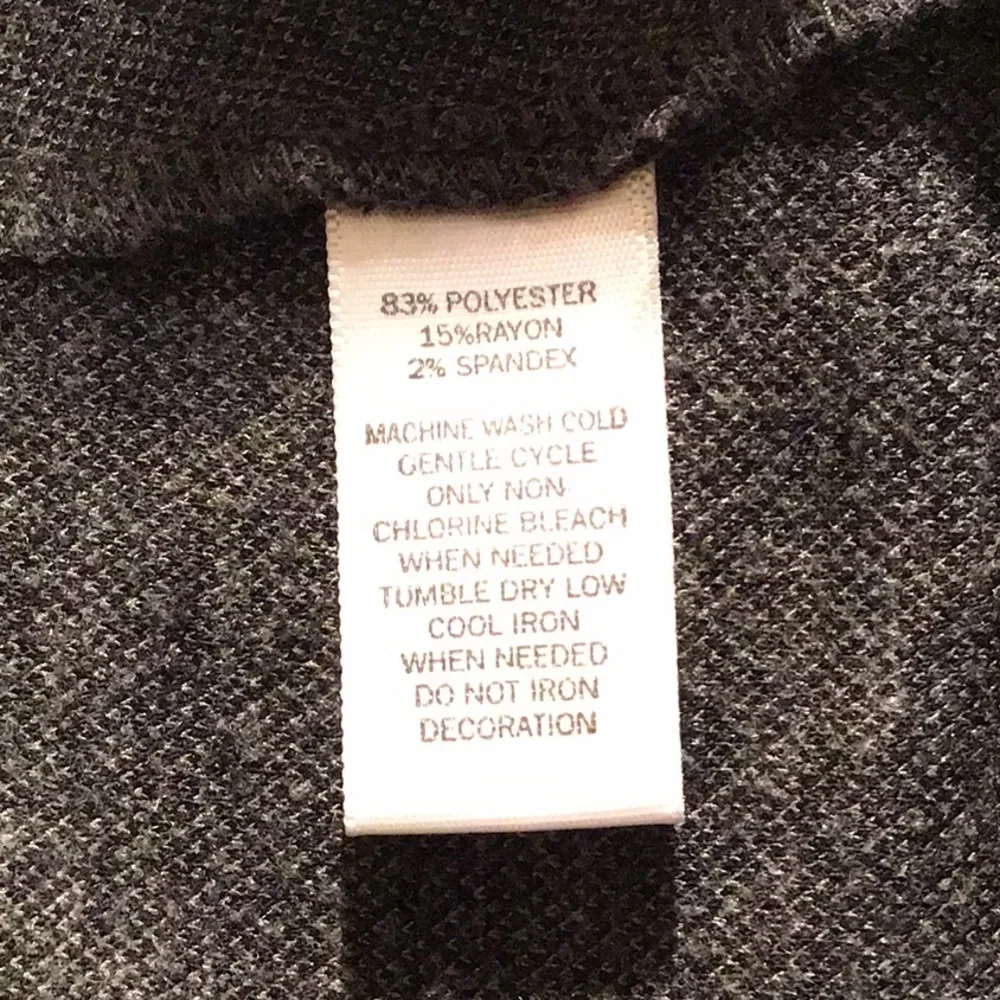 83% POLYESTER
15%RAYON
2% SPANDEX
MACHINE WASH COLD
GENTLE CYCLE
ONLY NON-
CHLORINE BLEACH
WHEN NEEDED
TUMBLE DRY LOW
COOL IRON
WHEN NEEDED
DO NOT IRON
DECORATION